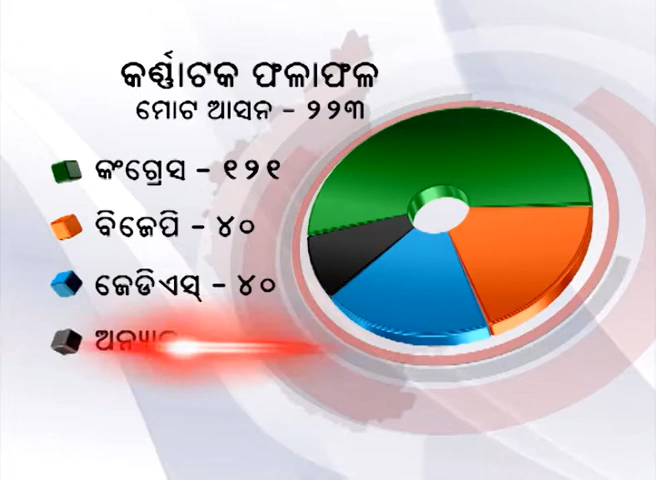 କର୍ଣ୍ଣାଟକ ଫଳାଫଳ
ମୋଟ ଆସନ - ୨୨୩
କଂଗ୍ରେସ - ୧୨୧
ବିଜେପି - ୪୦
ଜେଡିଏସ୍ - ୪୦